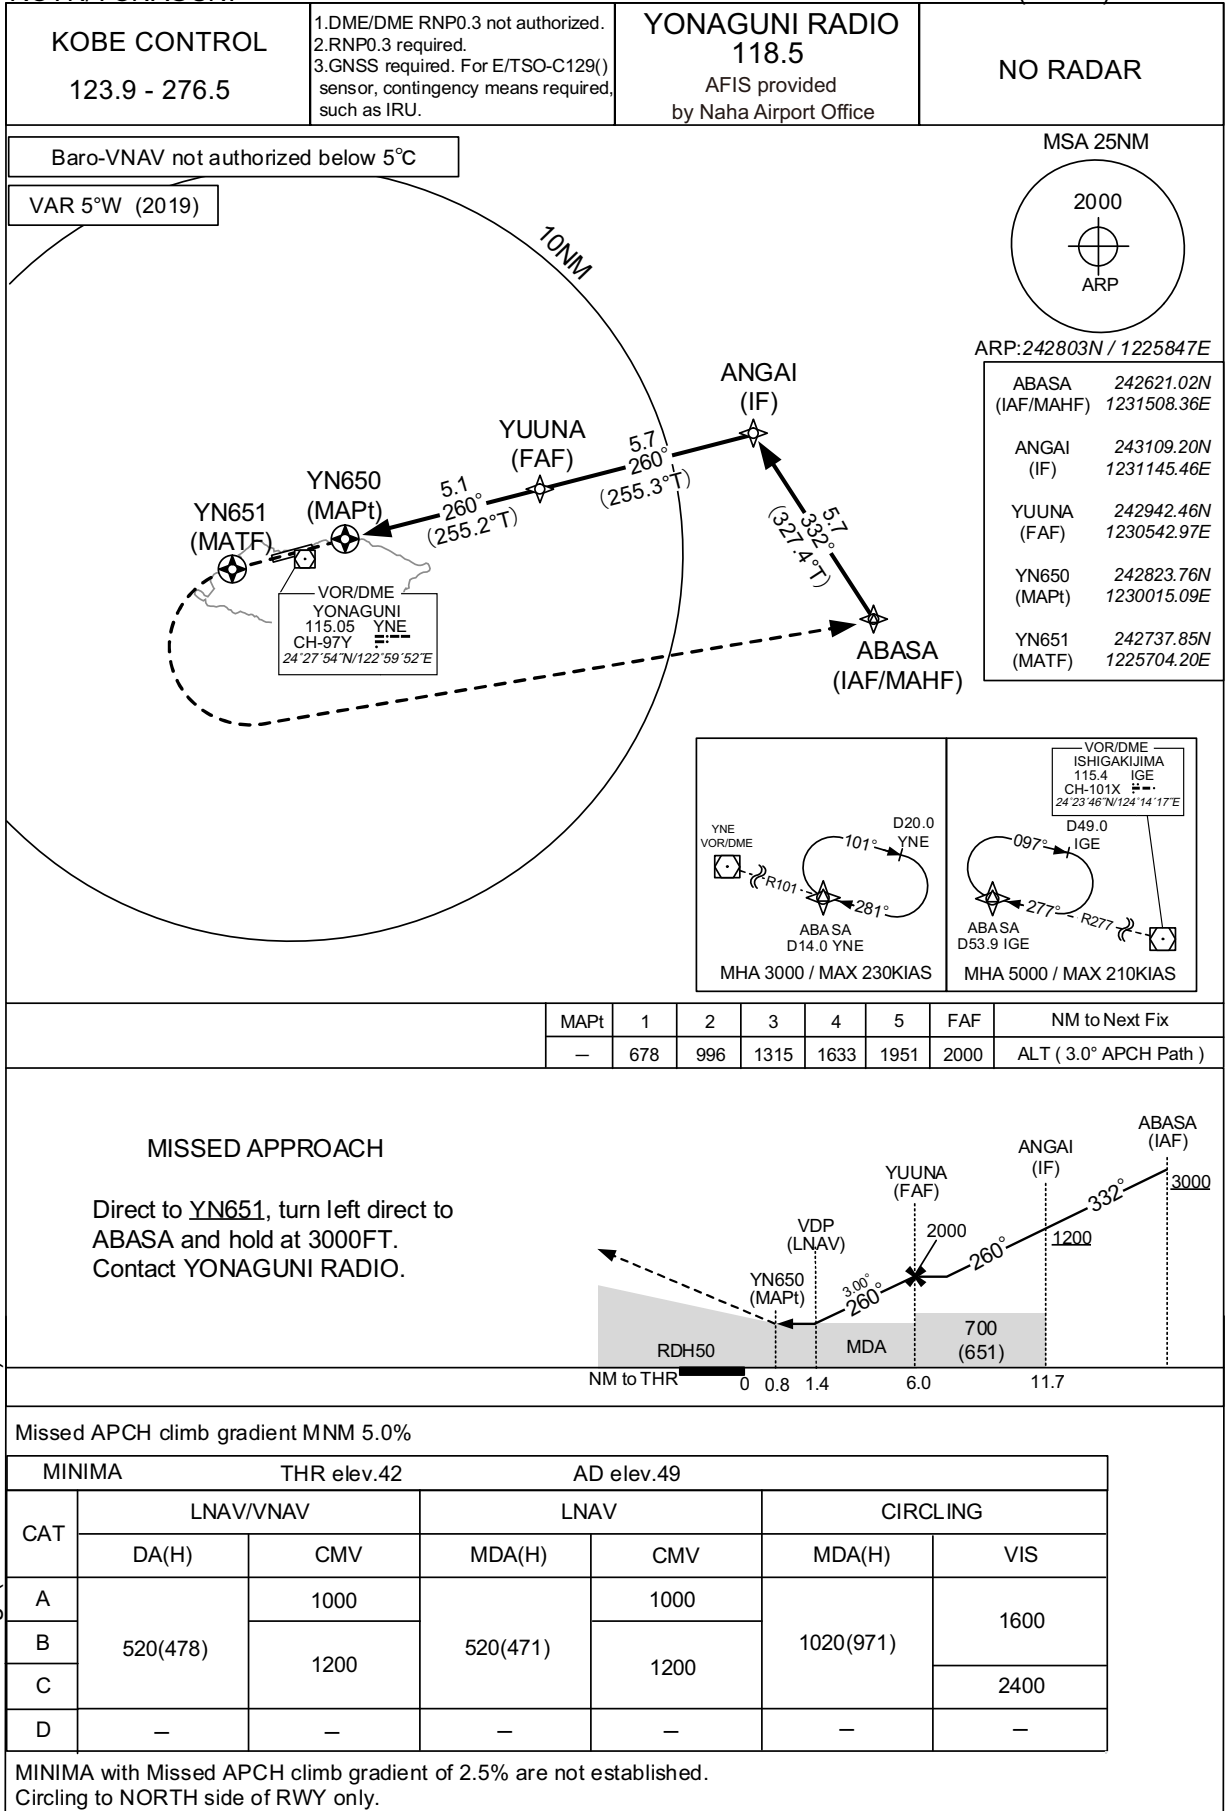 KOBE CONTROL
123.9 - 276.5
1.DME/DME RNP0.3 not authorized.
2.RNP0.3 required.
3.GNSS required. For E/TSO-C129()
sensor, contingency means required,
such as IRU.
YONAGUNI RADIO
118.5
AFIS provided
by Naha Airport Office
NO RADAR
Baro-VNAV not authorized below 5°C
VAR 5°W (2019)
10NM
MSA 25NM
2000
ARP
ARP:242803N / 1225847E
ABASA 242621.02N
(IAF/MAHF) 1231508.36E
ANGAI 243109.20N
(IF) 1231145.46E
YUUNA 242942.46N
(FAF) 1230542.97E
YN650 242823.76N
(MAPt) 1230015.09E
YN651 242737.85N
(MATF) 1225704.20E
ANGAI
(IF)
5.7
260°
(255.3°T)
YUUNA
(FAF)
5.1
260°
(255.2°T)
YN650
(MAPt)
YN651
(MATF)
5.7
332°
(327.4°T)
ABASA
(IAF/MAHF)
VOR/DME
YONAGUNI
115.05 YNE
CH-97Y
24°27′54″N/122°59′52″E
YNE
VOR/DME
R101
101°
D20.0
YNE
281°
ABASA
D14.0 YNE
MHA 3000 / MAX 230KIAS
VOR/DME
ISHIGAKIJIMA
115.4 IGE
CH-101X
24°23′46″N/124°14′17″E
097°
D49.0
IGE
277°
R277
ABASA
D53.9 IGE
MHA 5000 / MAX 210KIAS
MAPt 1 2 3 4 5 FAF NM to Next Fix
— 678 996 1315 1633 1951 2000 ALT ( 3.0° APCH Path )
MISSED APPROACH
Direct to YN651, turn left direct to
ABASA and hold at 3000FT.
Contact YONAGUNI RADIO.
ABASA
(IAF)
3000
332°
ANGAI
(IF)
1200
260°
YUUNA
(FAF)
2000
VDP
(LNAV)
3.00°
260°
YN650
(MAPt)
RDH50
MDA
700
(651)
NM to THR 0 0.8 1.4 6.0 11.7
Missed APCH climb gradient MNM 5.0%
MINIMA THR elev.42 AD elev.49
CAT LNAV/VNAV LNAV CIRCLING
DA(H) CMV MDA(H) CMV MDA(H) VIS
A 1000 1000
B 520(478) 1200 520(471) 1200 1020(971) 1600
C 2400
D — — — — — —
MINIMA with Missed APCH climb gradient of 2.5% are not established.
Circling to NORTH side of RWY only.